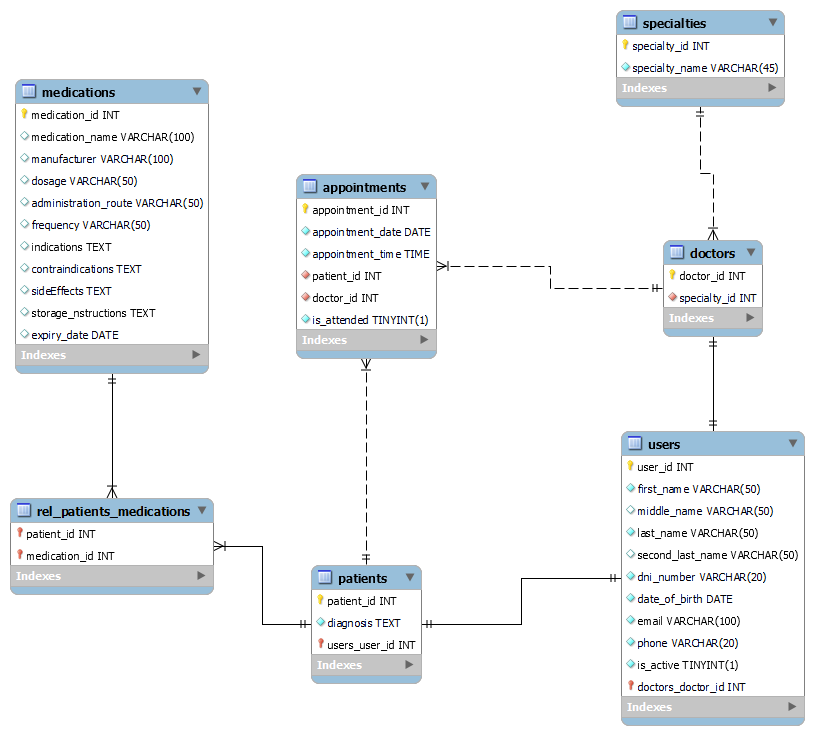 specialties
specialty_id INT
specialty_name VARCHAR(45)
Indexes
medications
medication_id INT
medication_name VARCHAR(100)
manufacturer VARCHAR(100)
dosage VARCHAR(50)
administration_route VARCHAR(50)
frequency VARCHAR(50)
indications TEXT
contraindications TEXT
sideEffects TEXT
storage_nstructions TEXT
expiry_date DATE
Indexes
appointments
appointment_id INT
appointment_date DATE
appointment_time TIME
patient_id INT
doctor_id INT
is_attended TINYINT(1)
Indexes
doctors
doctor_id INT
specialty_id INT
Indexes
users
user_id INT
first_name VARCHAR(50)
middle_name VARCHAR(50)
last_name VARCHAR(50)
second_last_name VARCHAR(50)
dni_number VARCHAR(20)
date_of_birth DATE
email VARCHAR(100)
phone VARCHAR(20)
is_active TINYINT(1)
doctors_doctor_id INT
Indexes
rel_patients_medications
patient_id INT
medication_id INT
Indexes
patients
patient_id INT
diagnosis TEXT
users_user_id INT
Indexes